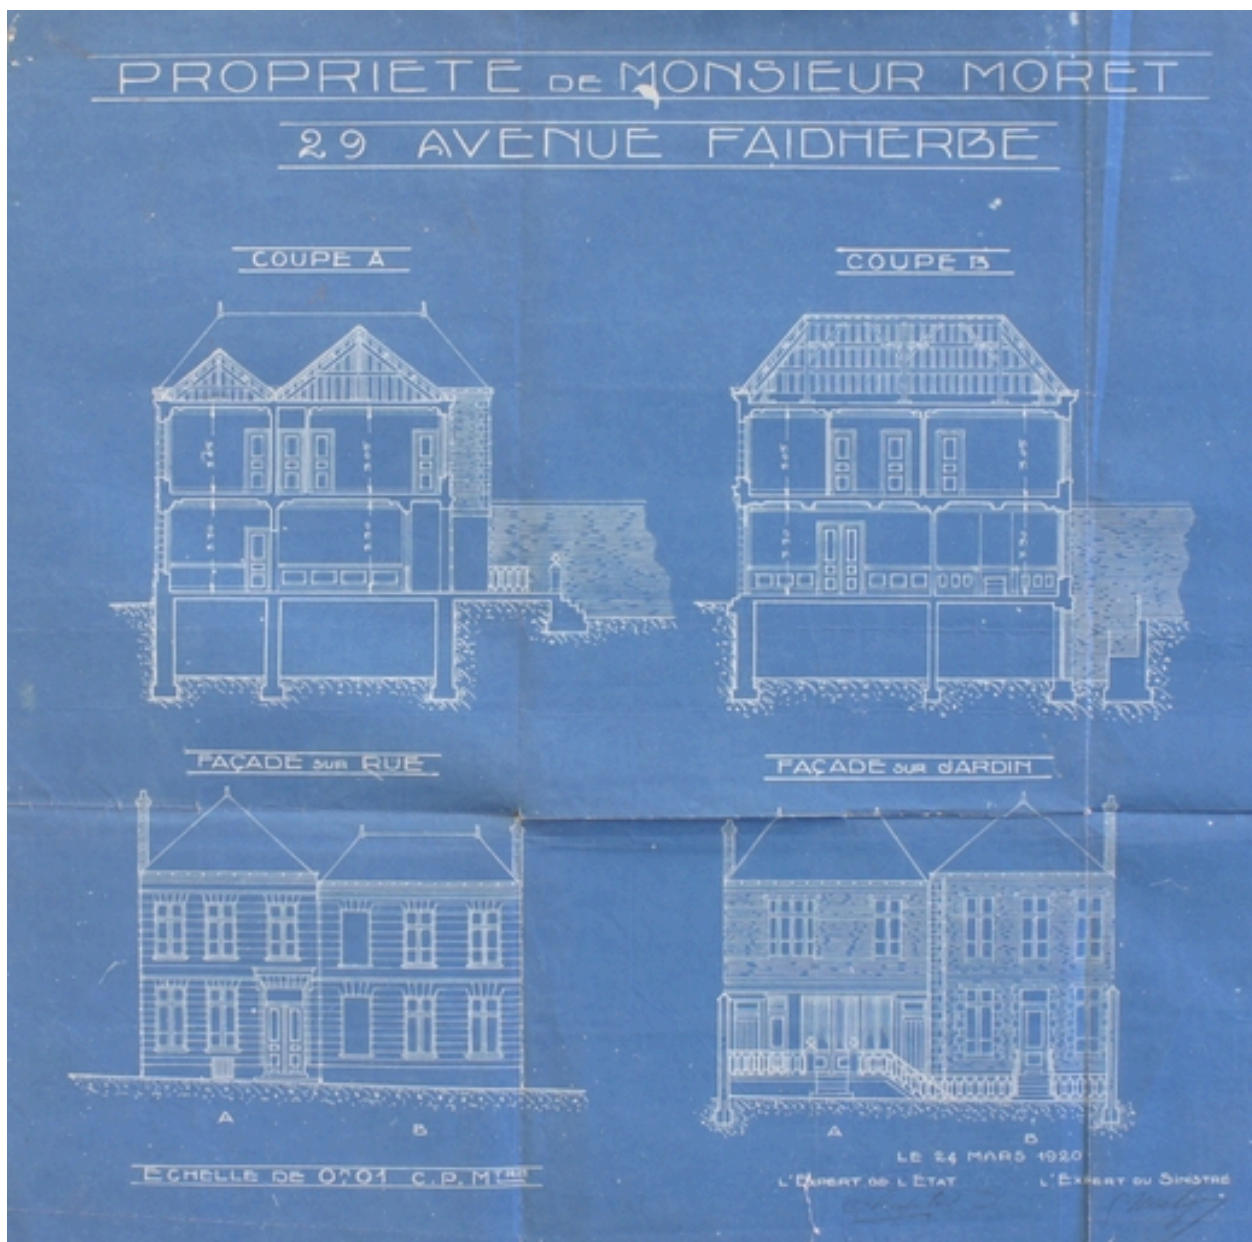 PROPRIETE DE MONSIEUR MORET
29 AVENUE FAIDHERBE
COUPE A
COUPE B
FAÇADE SUR RUE
FAÇADE SUR JARDIN
A
B
A
B
ECHELLE DE 0ᵐ01 C.P.Mᵗʳᵉ
LE 24 MARS 1920
L'EXPERT DE L'ETAT
L'EXPERT DU SINISTRÉ